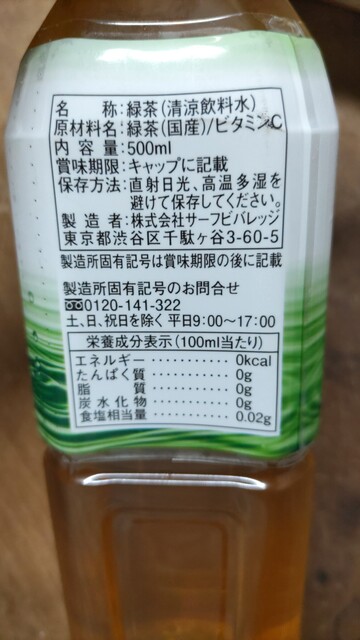 名　称:緑茶(清涼飲料水)
原材料名:緑茶(国産)/ビタミンC
内 容 量:500ml
賞味期限:キャップに記載
保存方法:直射日光、高温多湿を
避けて保存してください。
製 造 者:株式会社サーフビバレッジ
東京都渋谷区千駄ヶ谷3-60-5
製造所固有記号は賞味期限の後に記載
製造所固有記号のお問合せ
0120-141-322
土、日、祝日を除く 平日9:00〜17:00
栄養成分表示(100ml当たり)
エネルギー…………0kcal
たんぱく質…………0g
脂　　質…………0g
炭水化物…………0g
食塩相当量…………0.02g